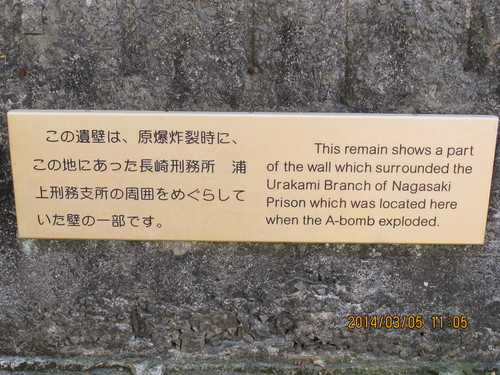 この遺壁は、原爆炸裂時に、
この地にあった長崎刑務所　浦
上刑務支所の周囲をめぐらして
いた壁の一部です。
This remain shows a part
of the wall which surrounded the
Urakami Branch of Nagasaki
Prison which was located here
when the A-bomb exploded.
2014/03/05 11:05